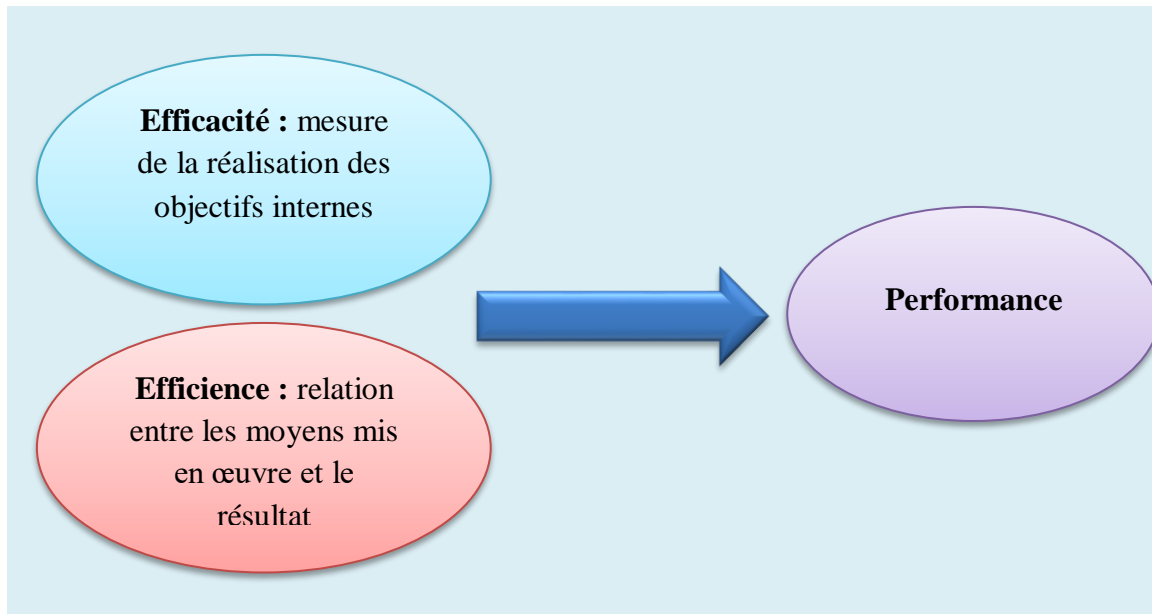 Efficacité : mesure
de la réalisation des
objectifs internes
Efficience : relation
entre les moyens mis
en œuvre et le
résultat
Performance